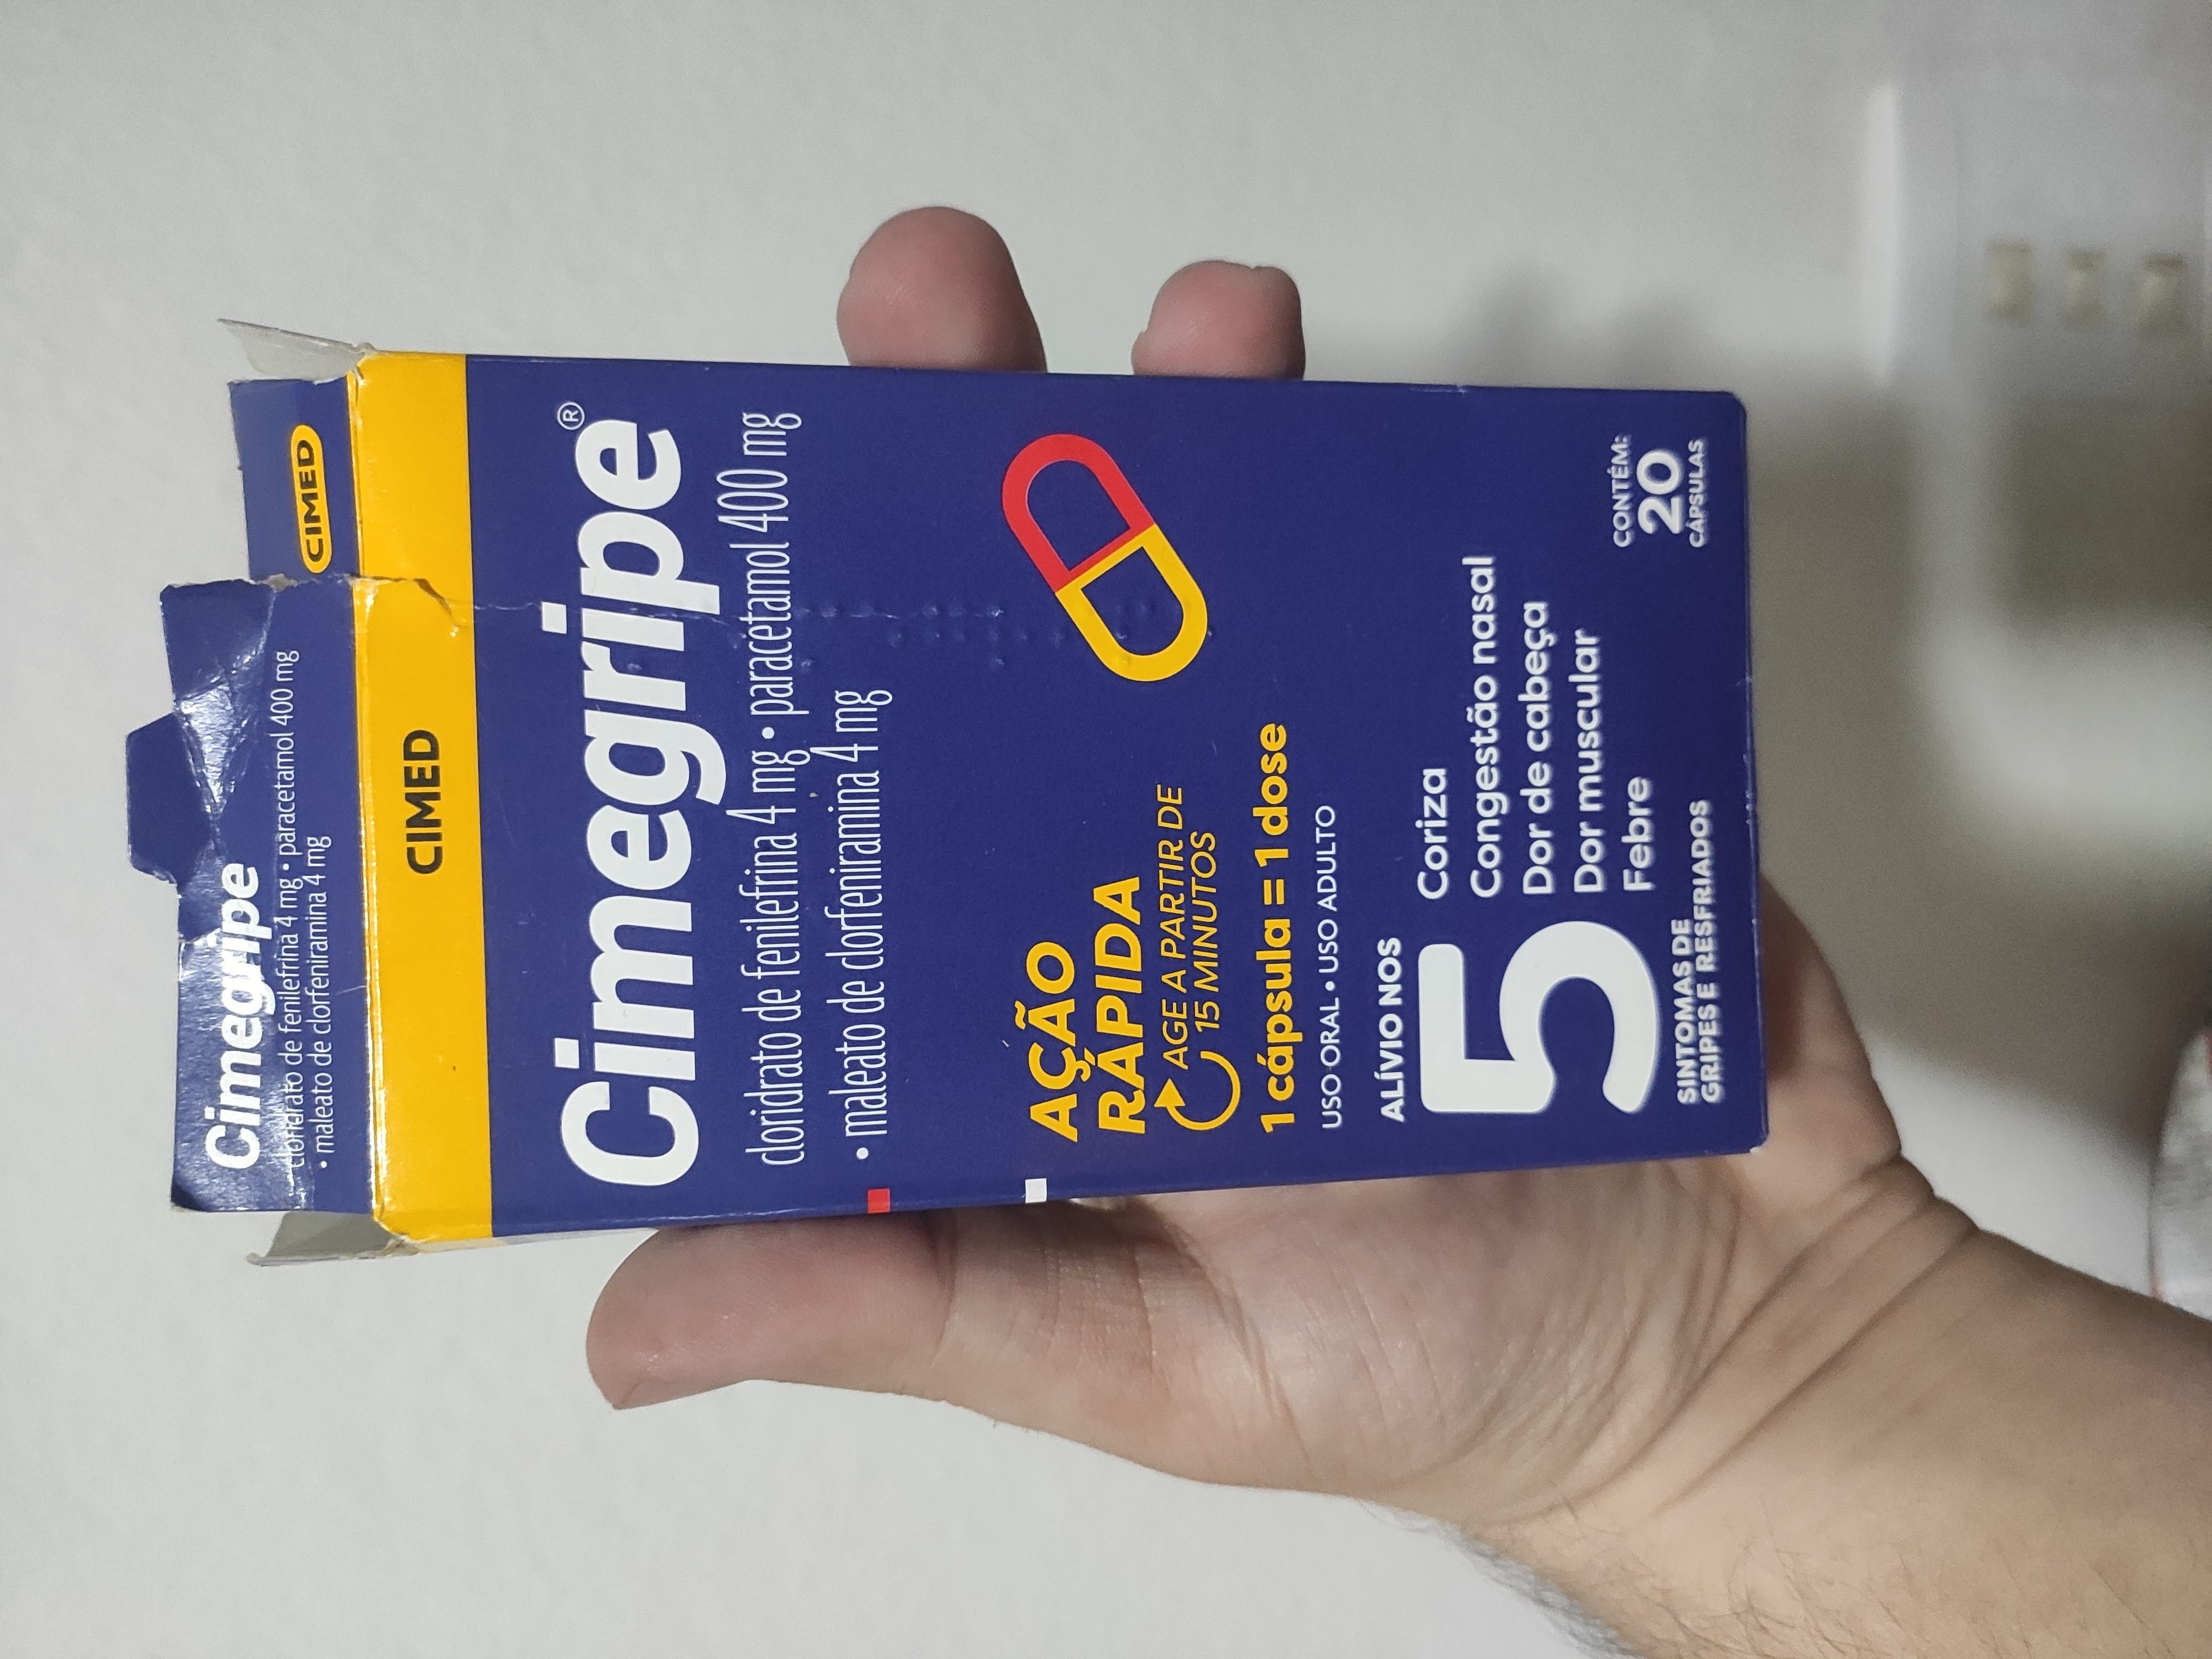 Cimegripe
cloridrato de fenilefrina 4 mg • paracetamol 400 mg
• maleato de clorfeniramina 4 mg
CIMED
CIMED
Cimegripe®
cloridrato de fenilefrina 4 mg • paracetamol 400 mg
• maleato de clorfeniramina 4 mg
AÇÃO
RÁPIDA
AGE A PARTIR DE
15 MINUTOS
1 cápsula = 1 dose
USO ORAL • USO ADULTO
ALÍVIO NOS
5
Coriza
Congestão nasal
Dor de cabeça
Dor muscular
Febre
SINTOMAS DE
GRIPES E RESFRIADOS
CONTÉM:
20
CÁPSULAS